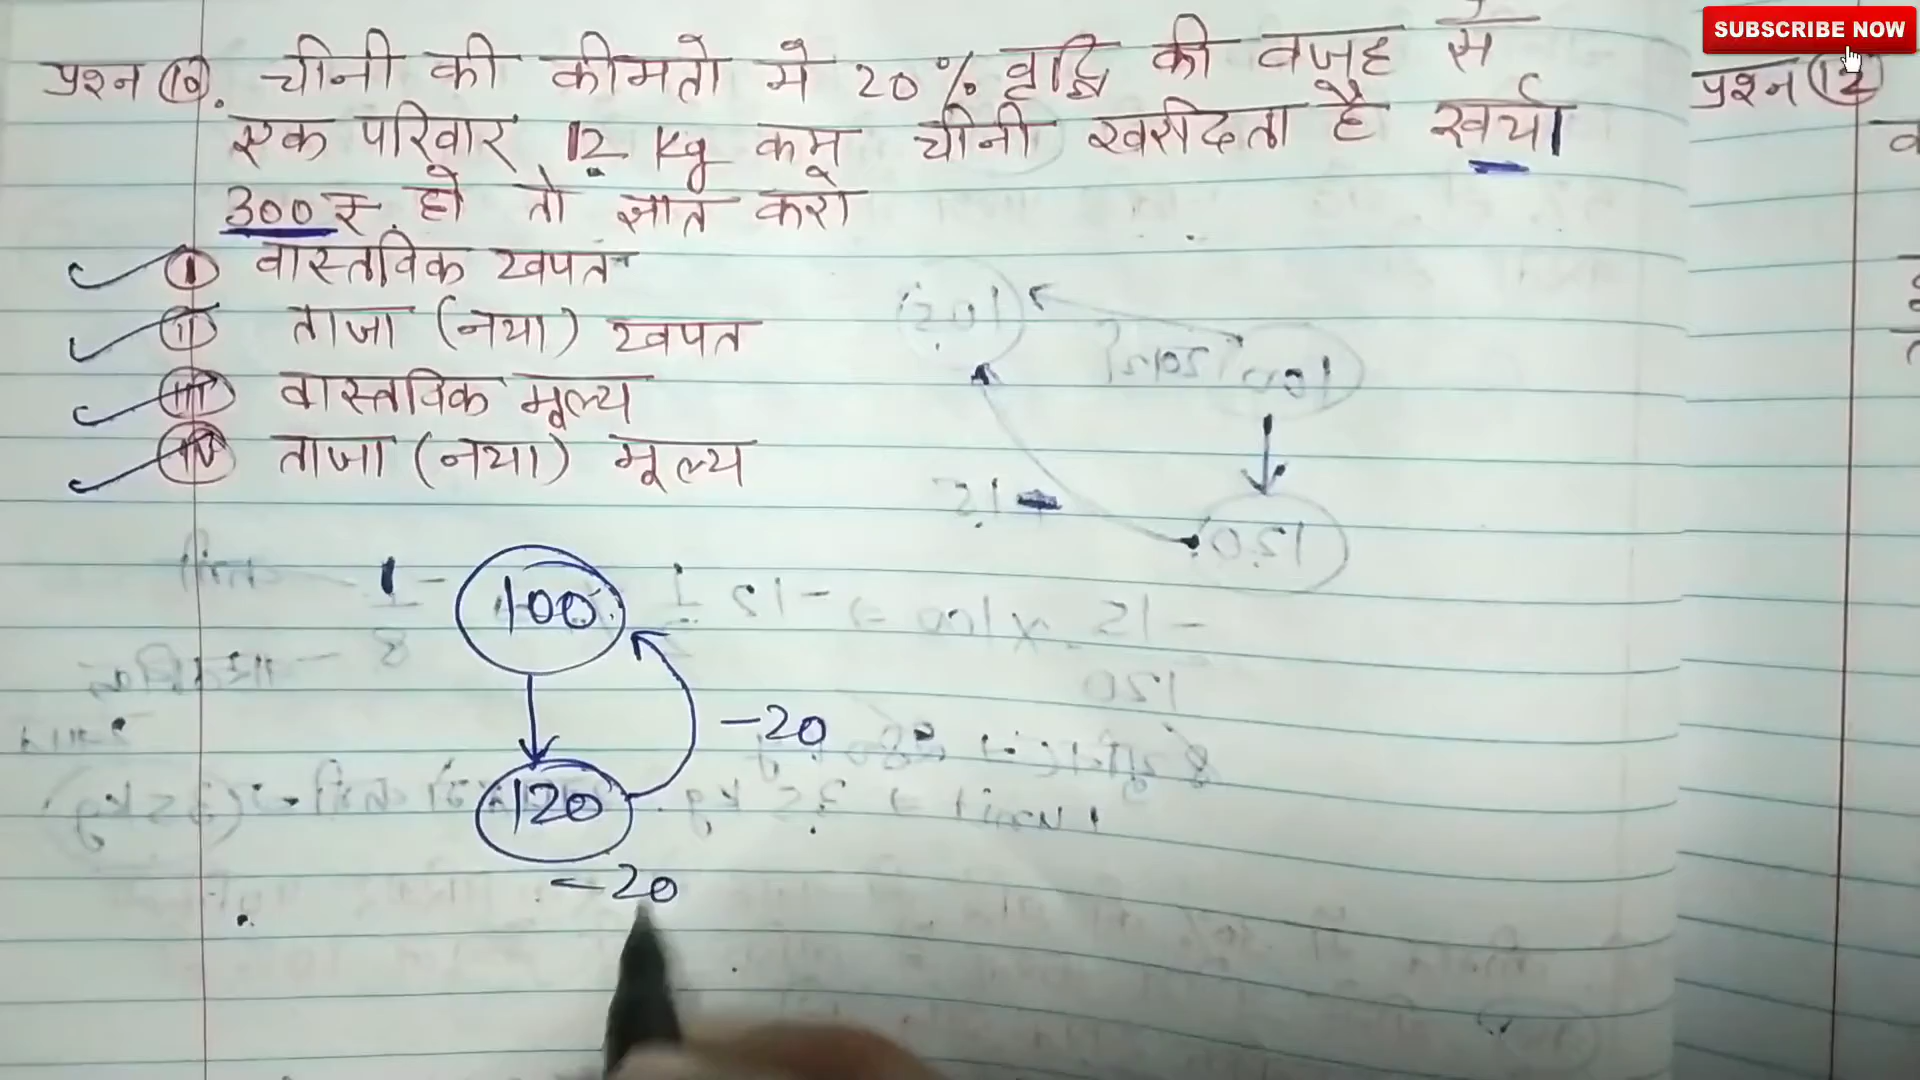 SUBSCRIBE NOW
प्रश्न 10. चीनी की कीमतो मे 20% वृद्धि की वजह से
एक परिवार 12 kg कम चीनी खरीदता है खर्चा
300 रु हो तो ज्ञात करो
I वास्तविक खपत
II ताजा (नया) खपत
III वास्तविक मूल्य
IV ताजा (नया) मूल्य
100
-20
120
-20
प्रश्न 12